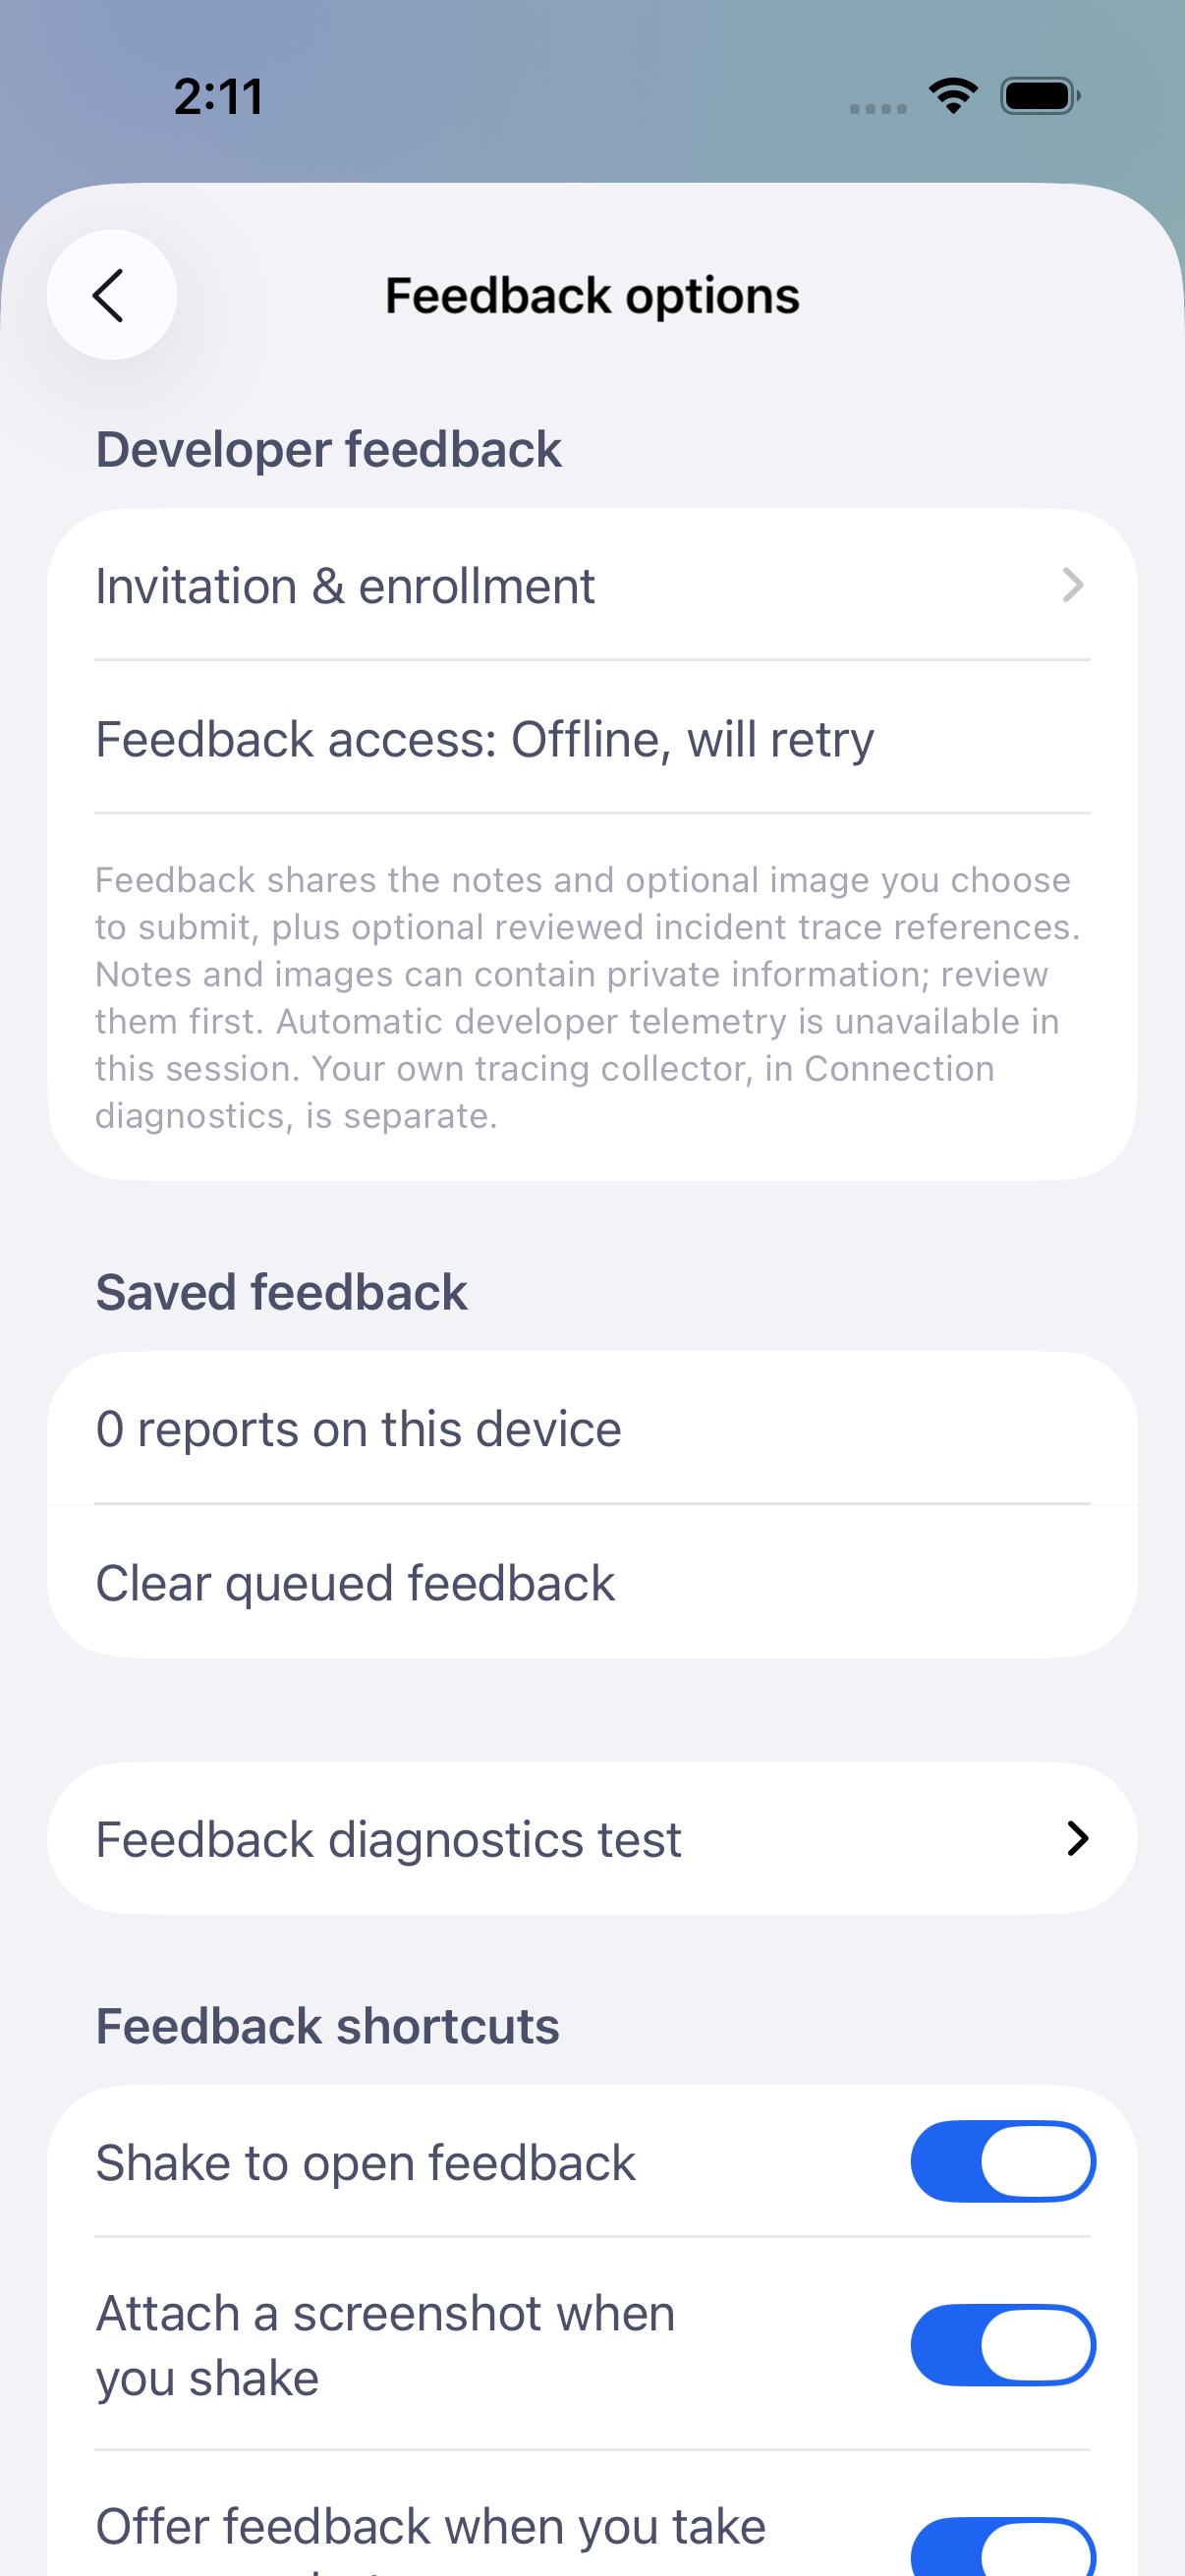 2:11
Feedback options
Developer feedback
Invitation & enrollment
Feedback access: Offline, will retry
Feedback shares the notes and optional image you choose
to submit, plus optional reviewed incident trace references.
Notes and images can contain private information; review
them first. Automatic developer telemetry is unavailable in
this session. Your own tracing collector, in Connection
diagnostics, is separate.
Saved feedback
0 reports on this device
Clear queued feedback
Feedback diagnostics test
Feedback shortcuts
Shake to open feedback
Attach a screenshot when
you shake
Offer feedback when you take